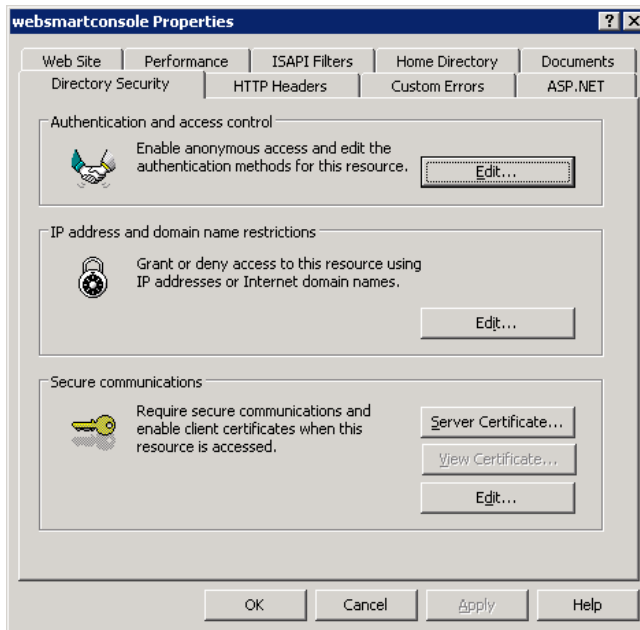 websmartconsole Properties
Web Site
Performance
ISAPI Filters
Home Directory
Documents
Directory Security
HTTP Headers
Custom Errors
ASP.NET
Authentication and access control
Enable anonymous access and edit the
authentication methods for this resource.
Edit...
IP address and domain name restrictions
Grant or deny access to this resource using
IP addresses or Internet domain names.
Edit...
Secure communications
Require secure communications and
enable client certificates when this
resource is accessed.
Server Certificate...
View Certificate...
Edit...
OK
Cancel
Apply
Help